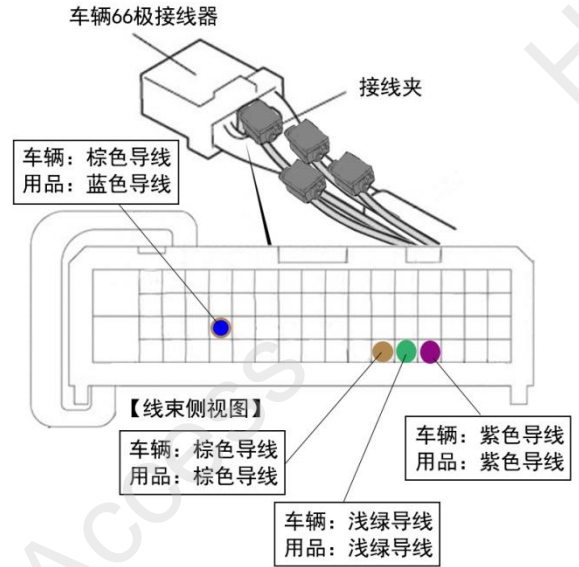 车辆66极接线器
接线夹
车辆：棕色导线
用品：蓝色导线
【线束侧视图】
车辆：棕色导线
用品：棕色导线
车辆：紫色导线
用品：紫色导线
车辆：浅绿导线
用品：浅绿导线
Access
H